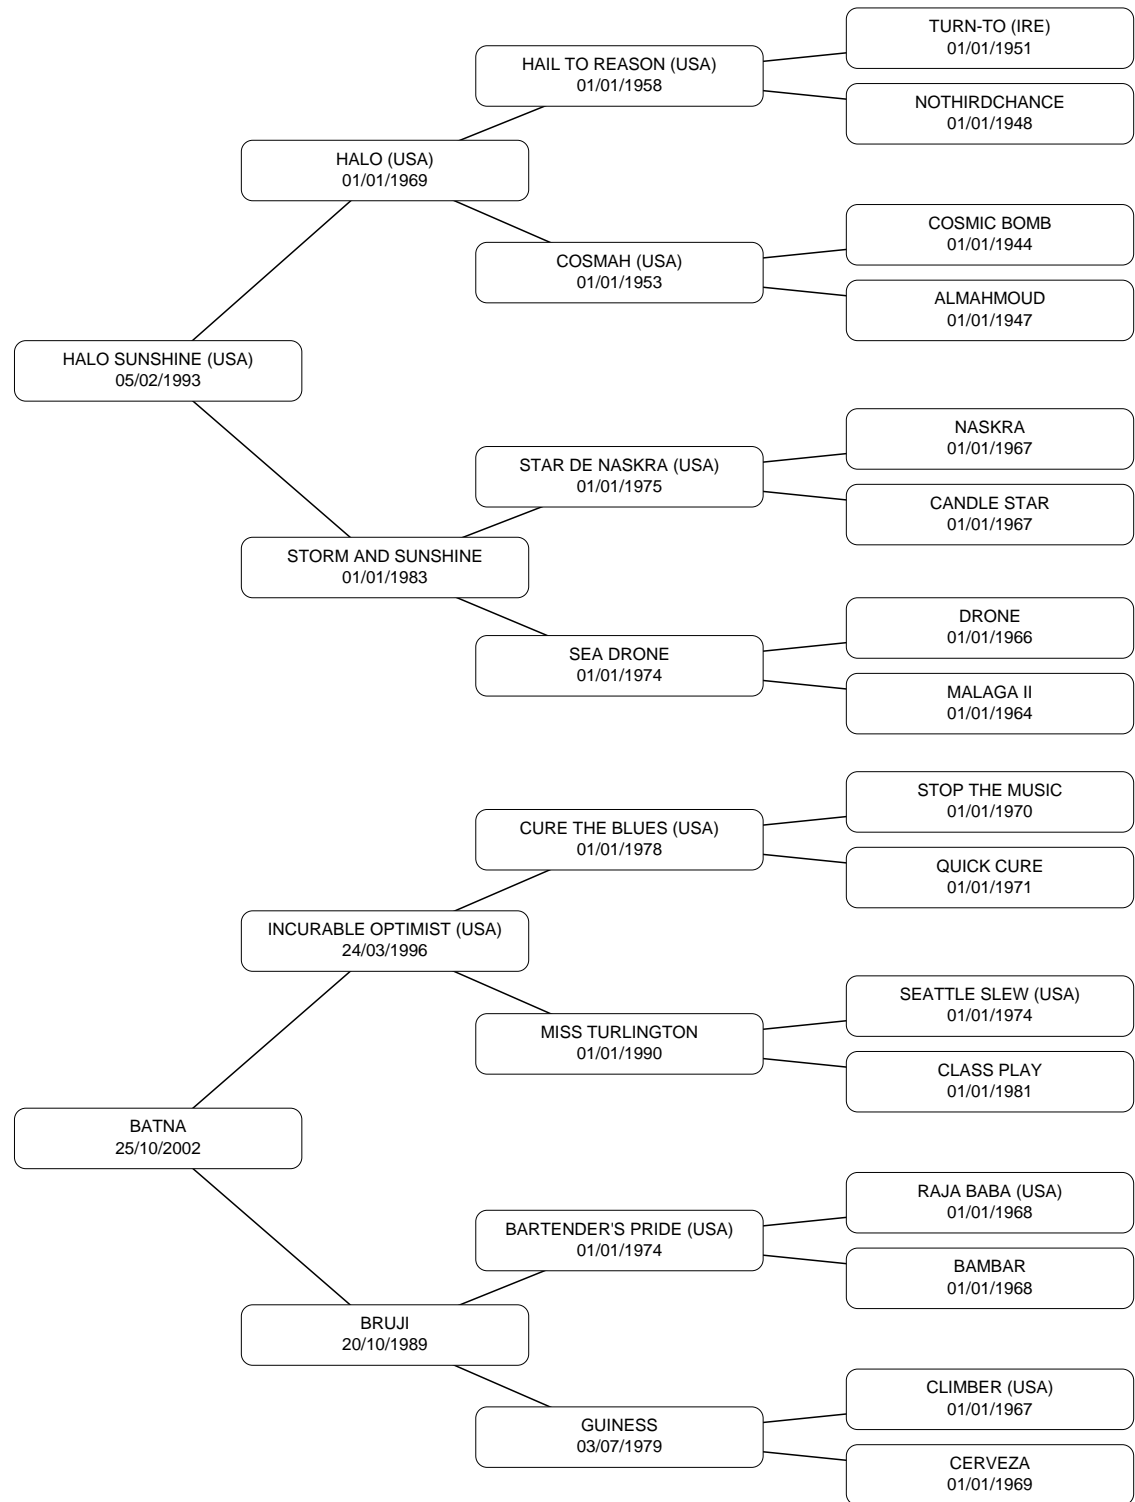 TURN-TO (IRE)
01/01/1951
HAIL TO REASON (USA)
01/01/1958
NOTHIRDCHANCE
01/01/1948
HALO (USA)
01/01/1969
COSMIC BOMB
01/01/1944
COSMAH (USA)
01/01/1953
ALMAHMOUD
01/01/1947
HALO SUNSHINE (USA)
05/02/1993
NASKRA
01/01/1967
STAR DE NASKRA (USA)
01/01/1975
CANDLE STAR
01/01/1967
STORM AND SUNSHINE
01/01/1983
DRONE
01/01/1966
SEA DRONE
01/01/1974
MALAGA II
01/01/1964
STOP THE MUSIC
01/01/1970
CURE THE BLUES (USA)
01/01/1978
QUICK CURE
01/01/1971
INCURABLE OPTIMIST (USA)
24/03/1996
SEATTLE SLEW (USA)
01/01/1974
MISS TURLINGTON
01/01/1990
CLASS PLAY
01/01/1981
BATNA
25/10/2002
RAJA BABA (USA)
01/01/1968
BARTENDER'S PRIDE (USA)
01/01/1974
BAMBAR
01/01/1968
BRUJI
20/10/1989
CLIMBER (USA)
01/01/1967
GUINESS
03/07/1979
CERVEZA
01/01/1969